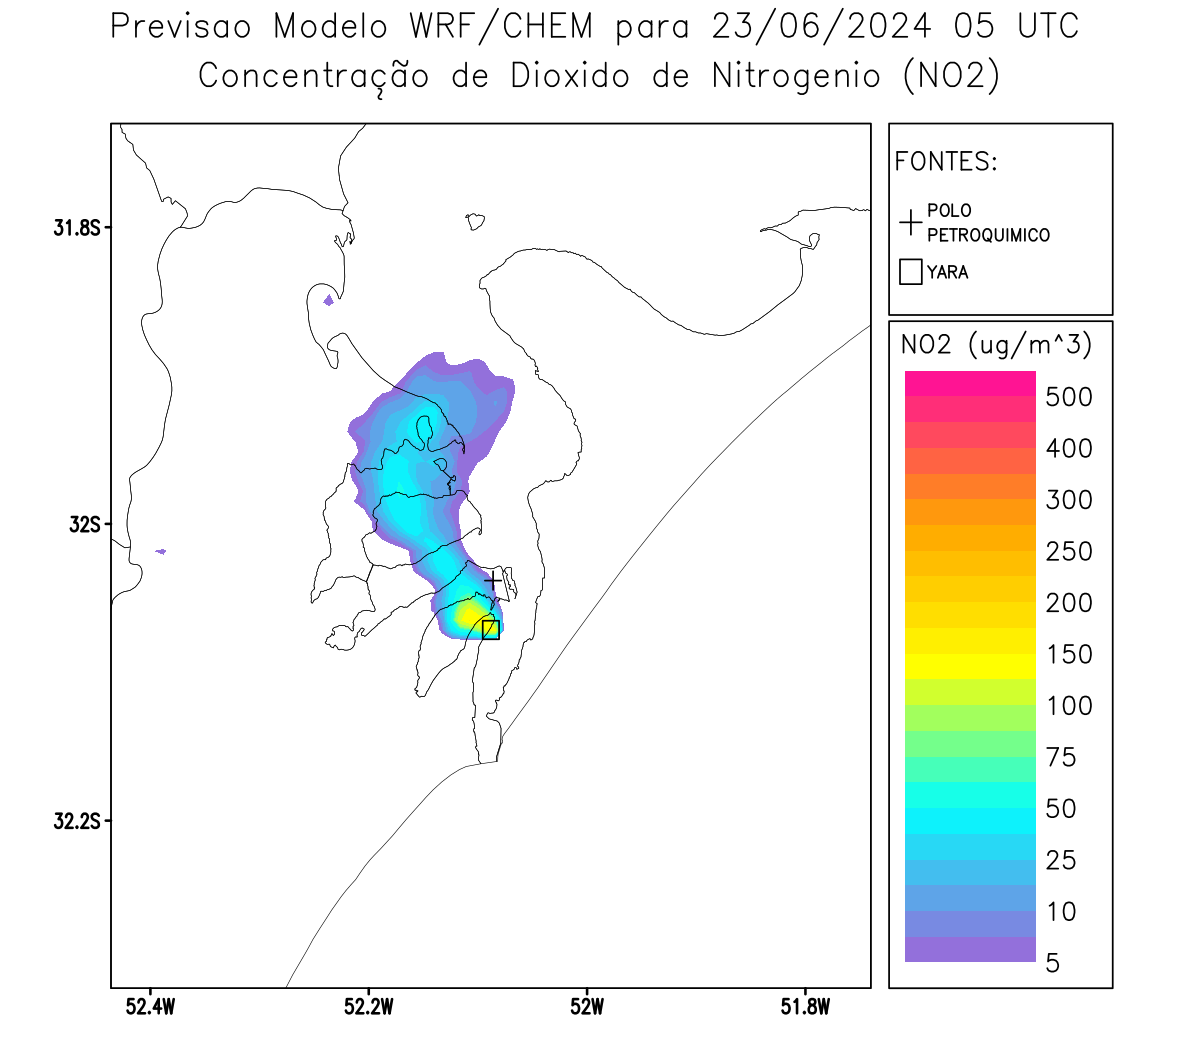 Previsao Modelo WRF/CHEM para 23/06/2024 05 UTC
Concentração de Dioxido de Nitrogenio (NO2)
FONTES:
POLO
PETROQUIMICO
YARA
NO2 (ug/m^3)
500
400
300
250
200
150
100
75
50
25
10
5
31.8S
32S
32.2S
52.4W
52.2W
52W
51.8W